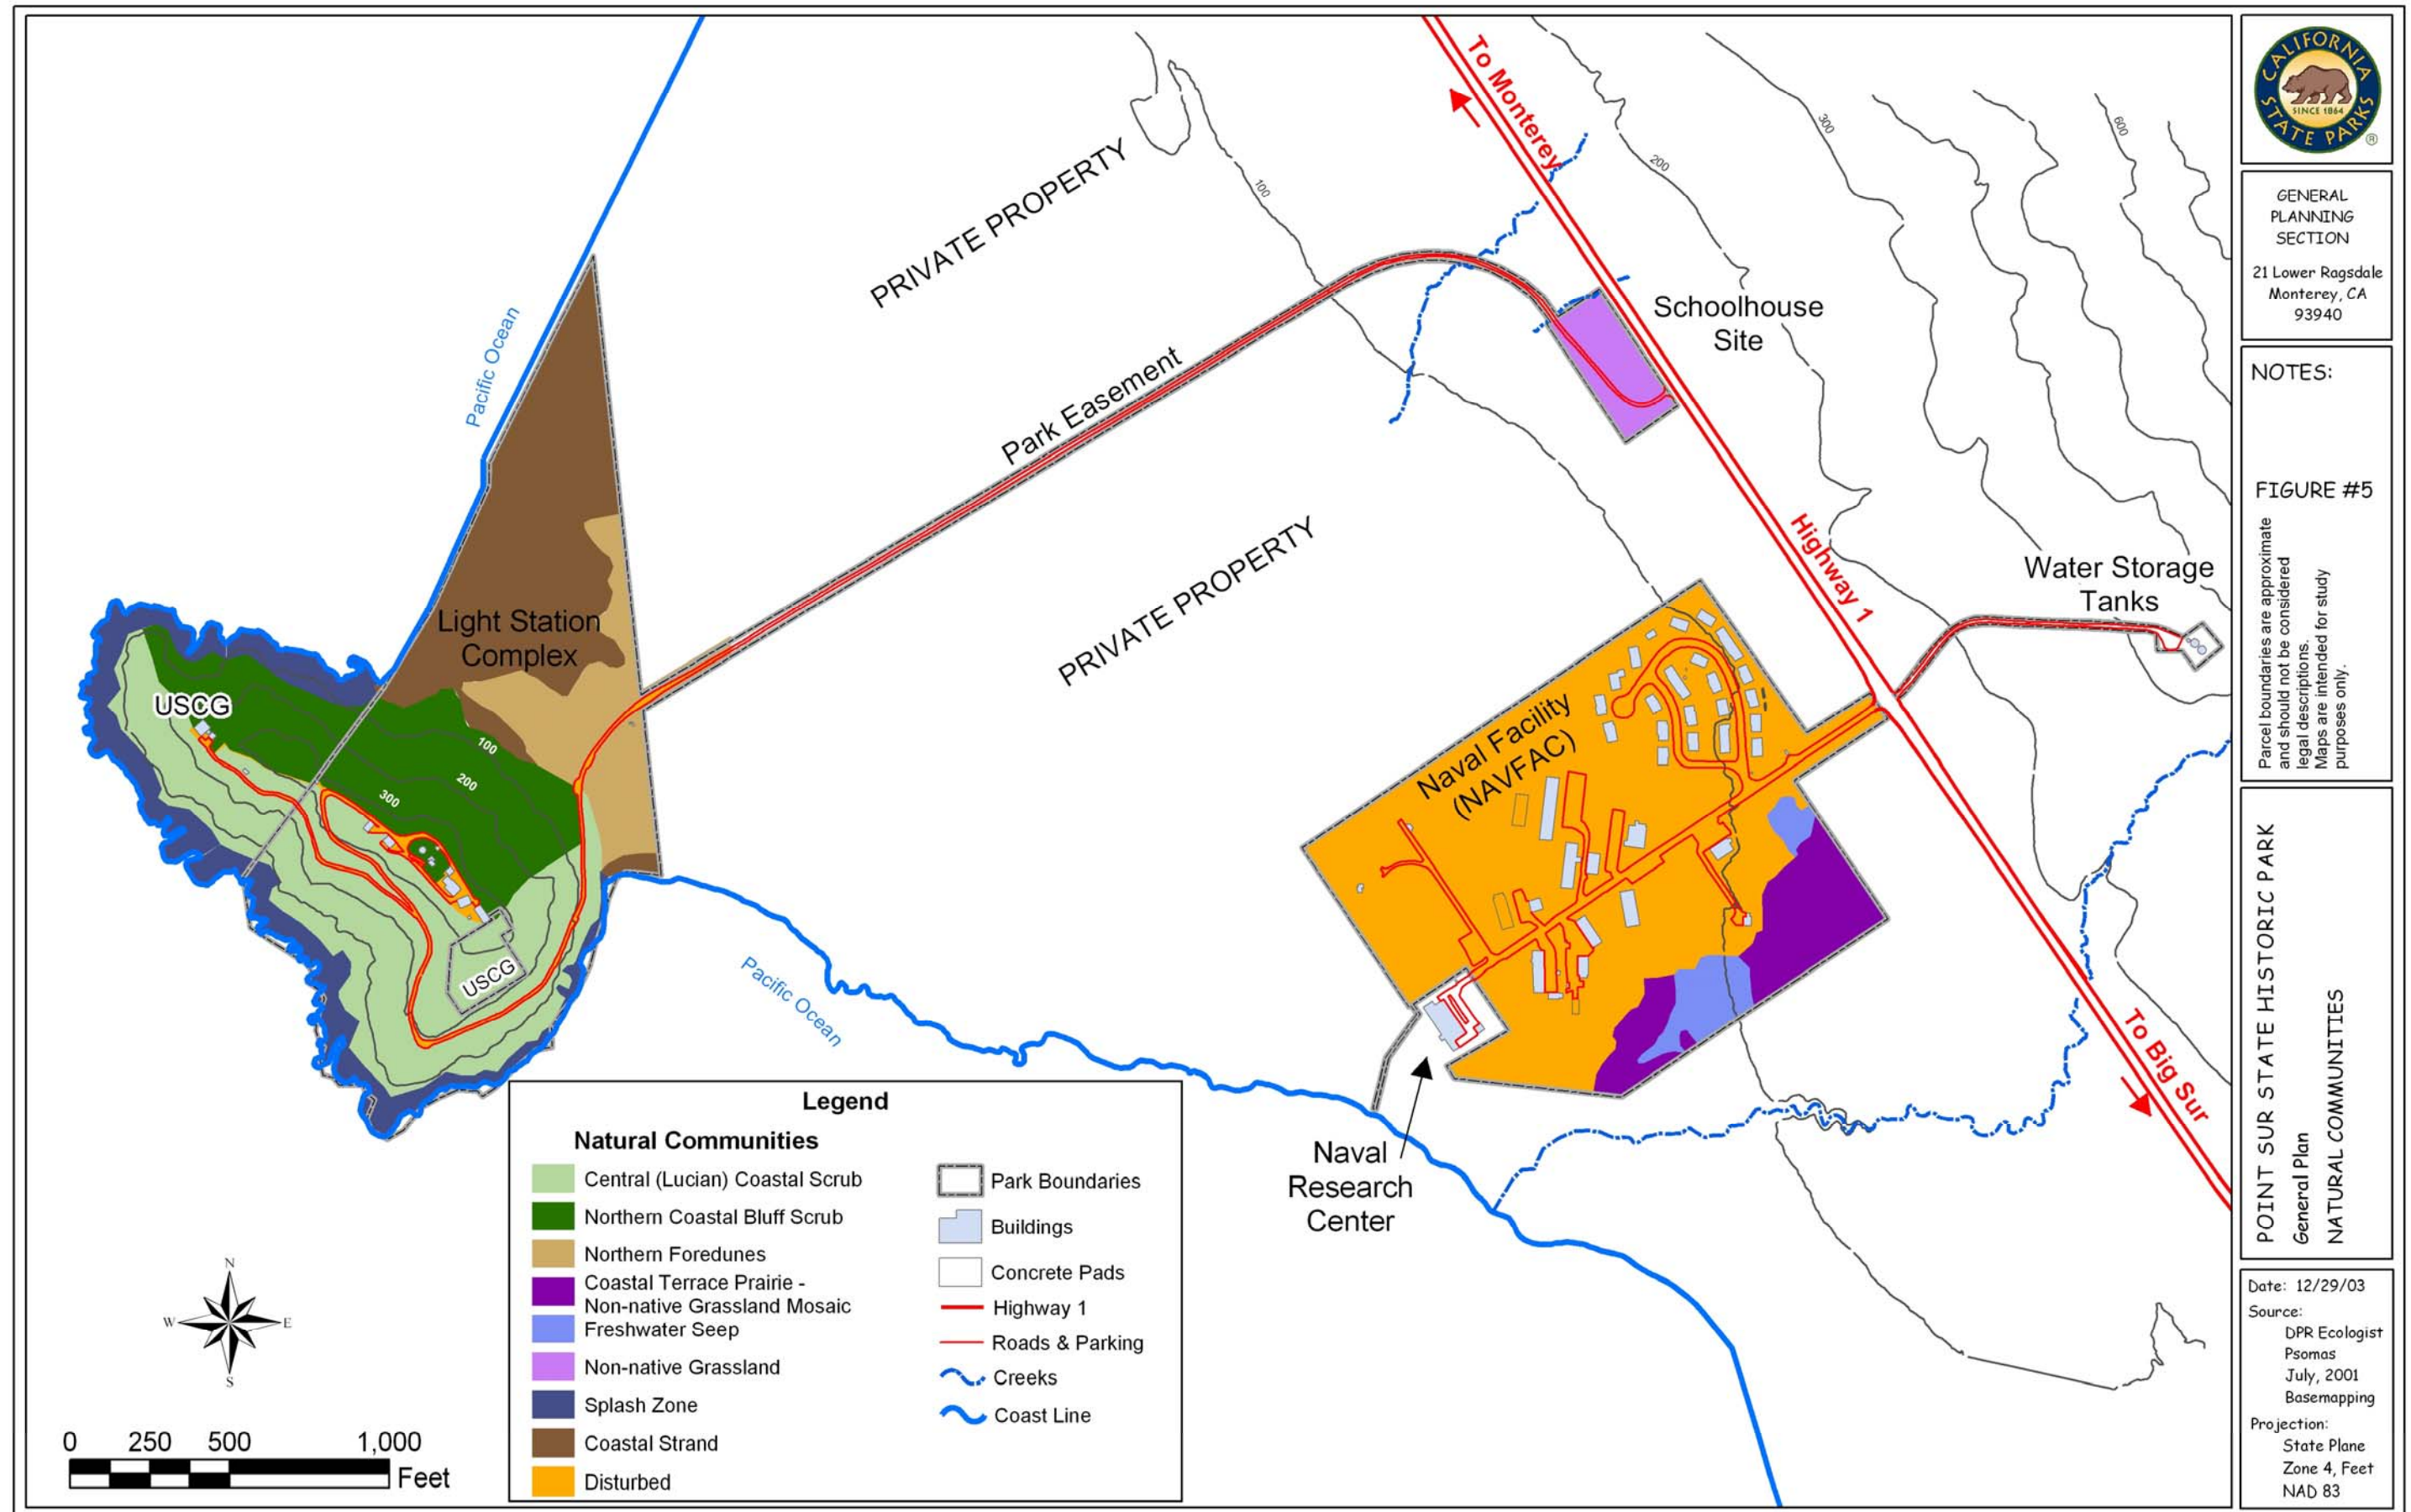 To Monterey
300
600
200
100
PRIVATE PROPERTY
Pacific Ocean
Schoolhouse
Site
Park Easement
PRIVATE PROPERTY
Highway 1
Water Storage
Tanks
Light Station
Complex
USCG
100
200
300
USCG
Naval Facility
(NAVFAC)
Pacific Ocean
To Big Sur
Naval
Research
Center
Legend
Natural Communities
Central (Lucian) Coastal Scrub
Northern Coastal Bluff Scrub
Northern Foredunes
Coastal Terrace Prairie -
Non-native Grassland Mosaic
Freshwater Seep
Non-native Grassland
Splash Zone
Coastal Strand
Disturbed
Park Boundaries
Buildings
Concrete Pads
Highway 1
Roads & Parking
Creeks
Coast Line
N
W
E
S
0 250 500 1,000
Feet
CALIFORNIA
SINCE 1864
STATE PARKS
®
GENERAL
PLANNING
SECTION
21 Lower Ragsdale
Monterey, CA
93940
NOTES:
FIGURE #5
Parcel boundaries are approximate
and should not be considered
legal descriptions.
Maps are intended for study
purposes only.
POINT SUR STATE HISTORIC PARK
General Plan
NATURAL COMMUNITIES
Date: 12/29/03
Source:
DPR Ecologist
Psomas
July, 2001
Basemapping
Projection:
State Plane
Zone 4, Feet
NAD 83